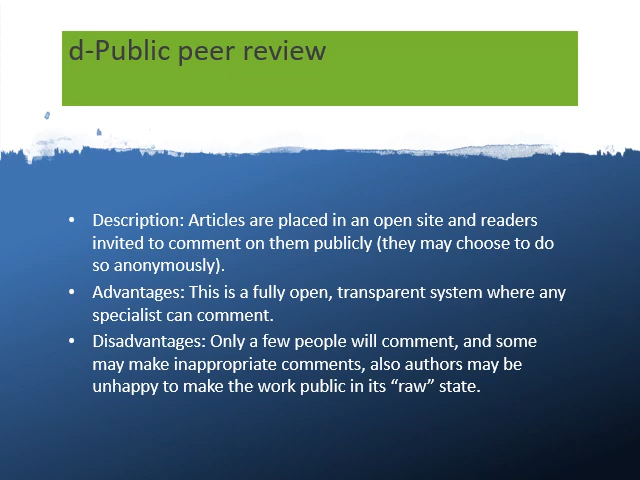 d-Public peer review
• Description: Articles are placed in an open site and readers
invited to comment on them publicly (they may choose to do
so anonymously).
• Advantages: This is a fully open, transparent system where any
specialist can comment.
• Disadvantages: Only a few people will comment, and some
may make inappropriate comments, also authors may be
unhappy to make the work public in its “raw” state.